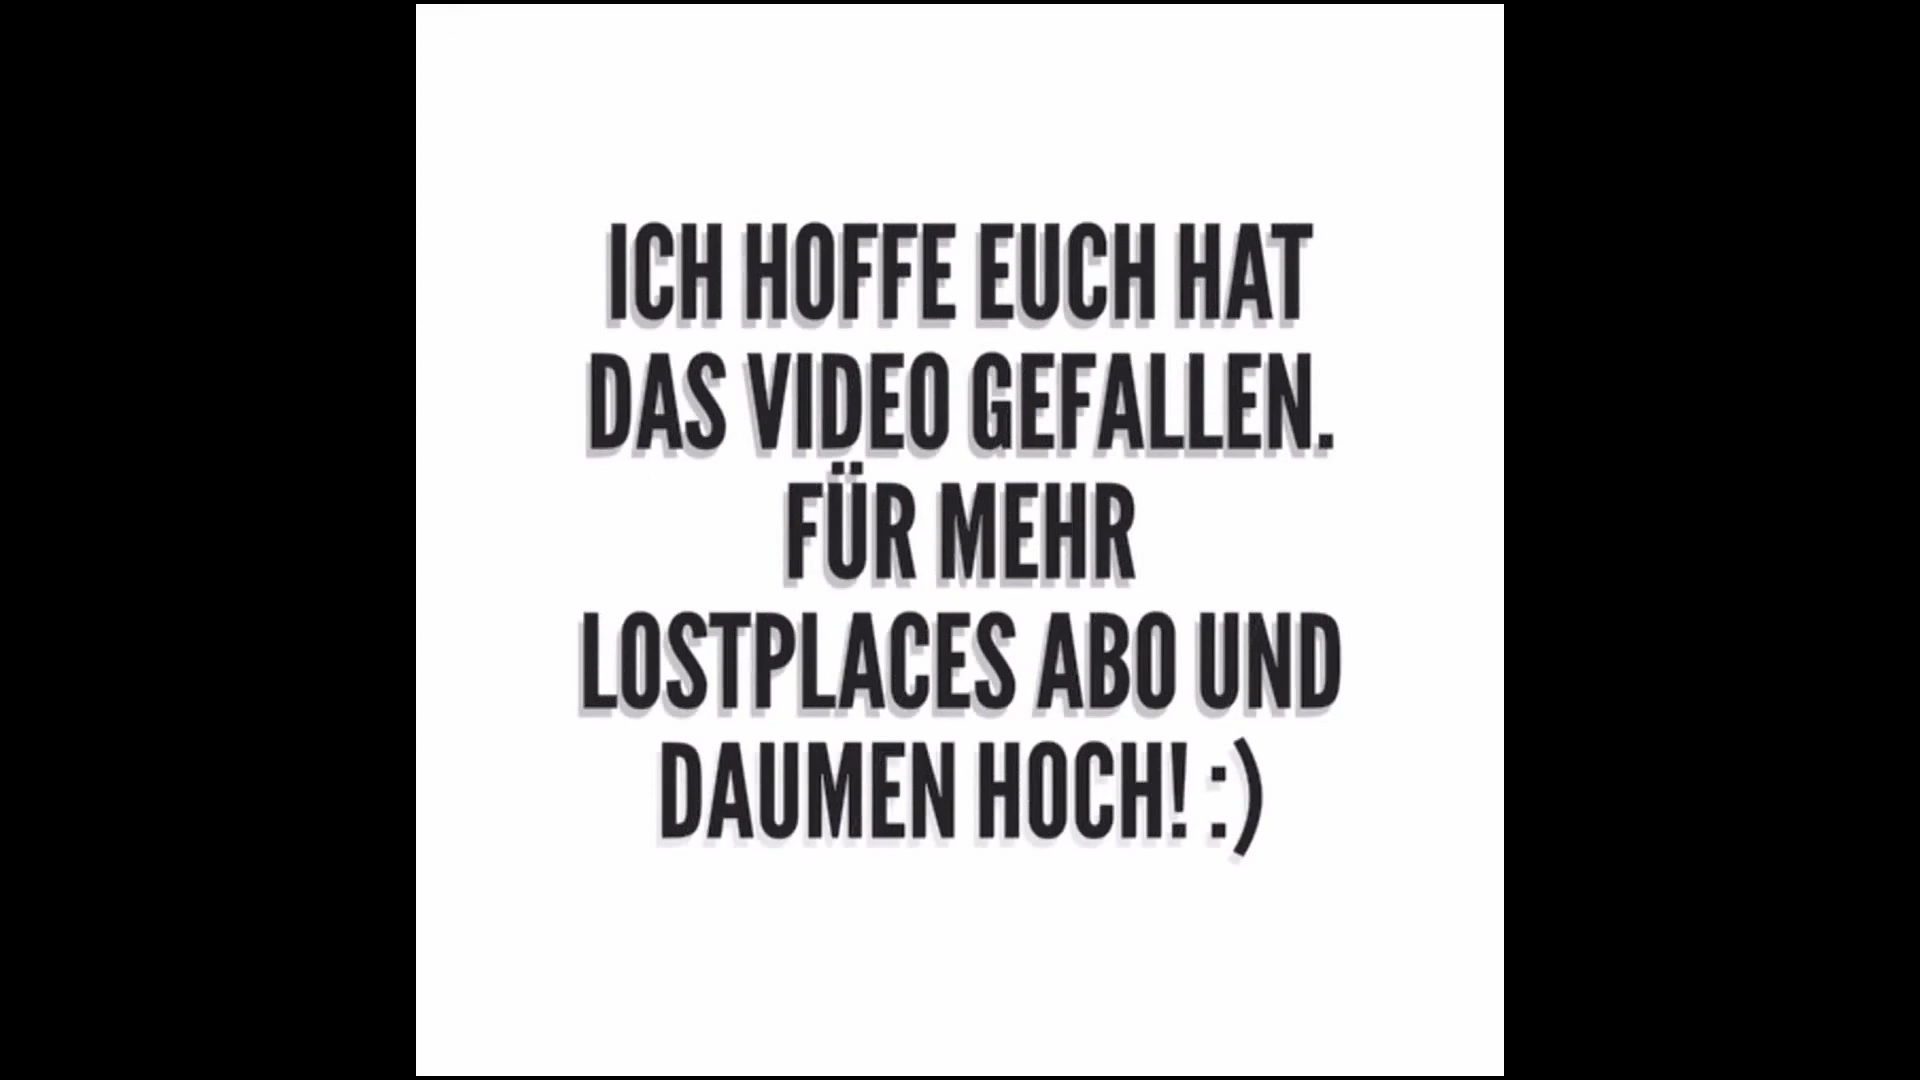 ICH HOFFE EUCH HAT
DAS VIDEO GEFALLEN.
FÜR MEHR
LOSTPLACES ABO UND
DAUMEN HOCH! :)